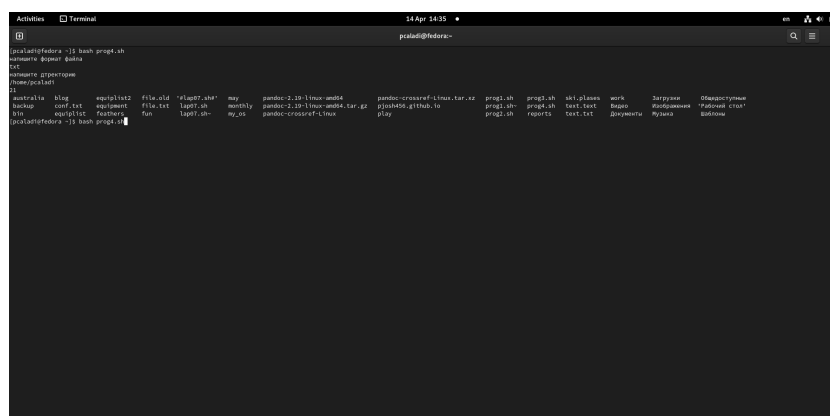 Activities Terminal 14 Apr 14:35 en
pcaladi@fedora:~
[pcaladi@fedora ~]$ bash prog4.sh
напишите формат файла
txt
напишите дтректорию
/home/pcaladi
21
australia blog equiplist2 file.old '#lap07.sh#' may pandoc-2.19-linux-amd64 pandoc-crossref-Linux.tar.xz prog1.sh prog3.sh ski.plases work Загрузки Общедоступные
backup conf.txt equipment file.txt lap07.sh monthly pandoc-2.19-linux-amd64.tar.gz pjosh456.github.io prog1.sh~ prog4.sh text.text Видео Изображения 'Рабочий стол'
bin equiplist feathers fun lap07.sh~ my_os pandoc-crossref-Linux play prog2.sh reports text.txt Документы Музыка Шаблоны
[pcaladi@fedora ~]$ bash prog4.sh